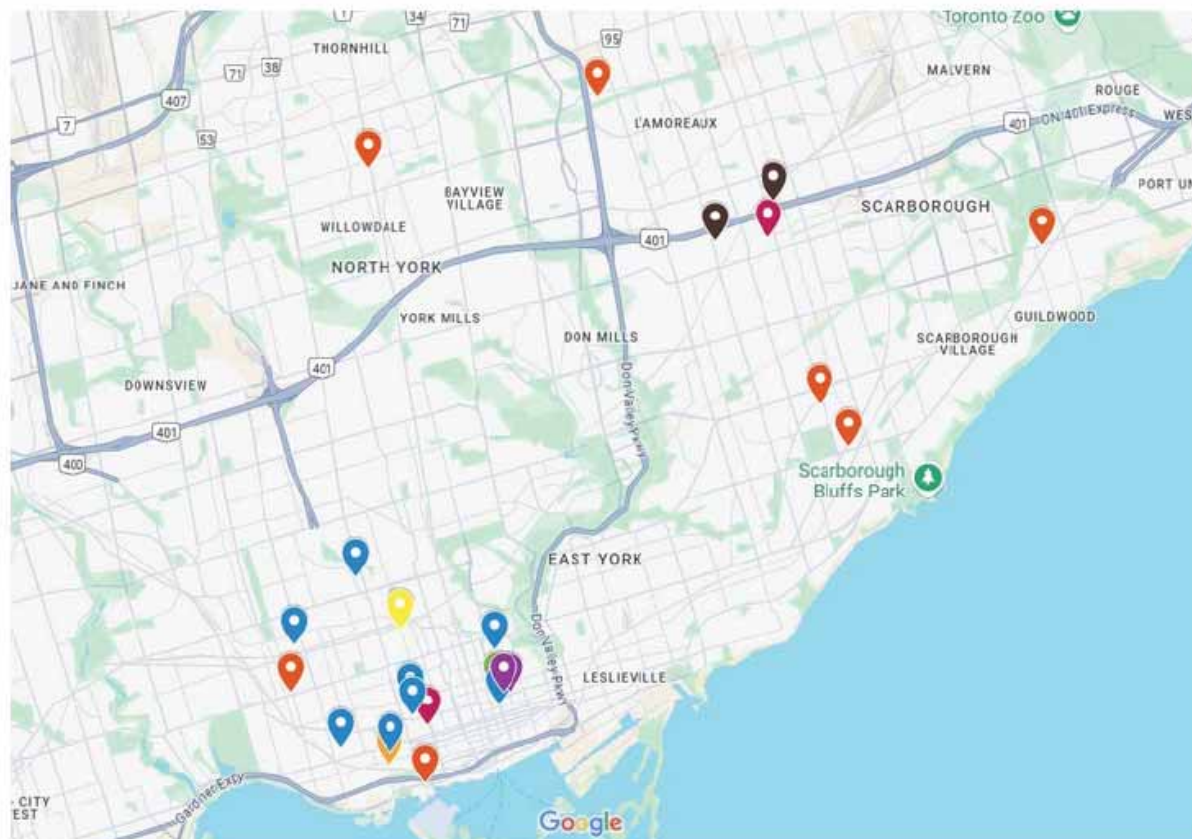 Toronto Zoo
1
34
71
95
THORNHILL
71
38
MALVERN
407
ROUGE
7
L'AMOREAUX
401
ON-401 Express
53
BAYVIEW
VILLAGE
PORT UN
SCARBOROUGH
WILLOWDALE
401
NORTH YORK
JANE AND FINCH
YORK MILLS
DON MILLS
GUILDWOOD
SCARBOROUGH
VILLAGE
401
DOWNSVIEW
Don Valley Pkwy
401
400
Scarborough
Bluffs Park
EAST YORK
Don Valley Pkwy
LESLIEVILLE
Gardiner Expy
CITY
EST
Google